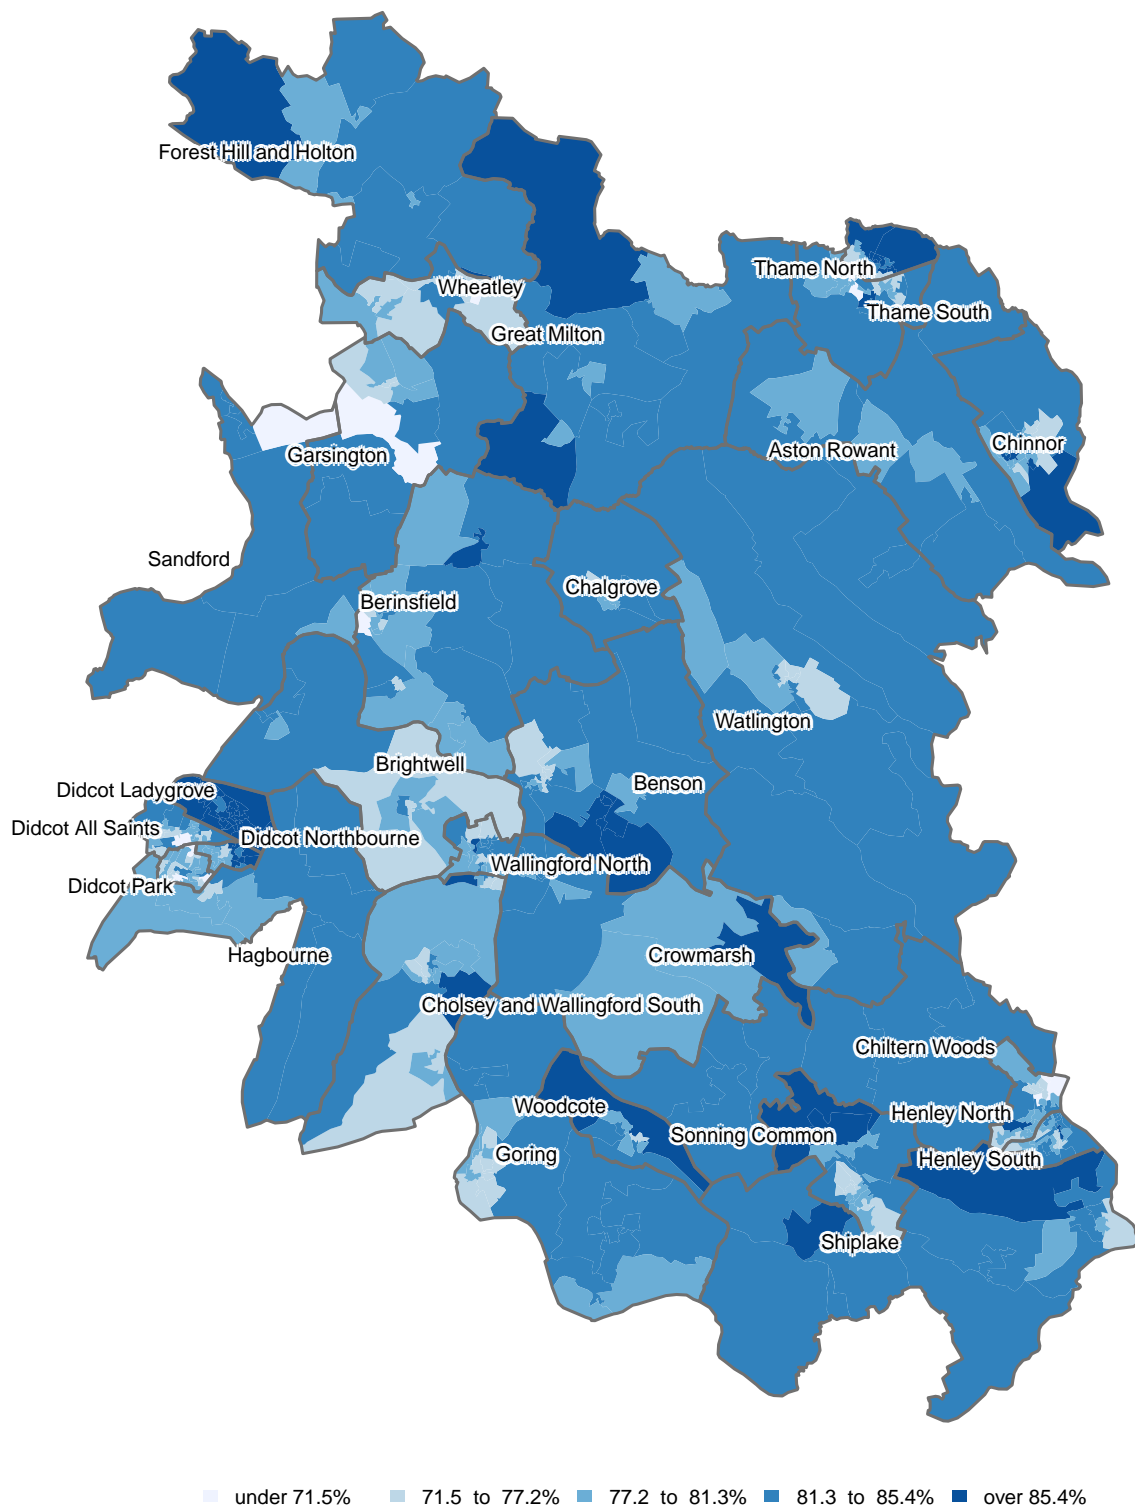 Forest Hill and Holton
Thame North
Wheatley
Thame South
Great Milton
Chinnor
Aston Rowant
Garsington
Sandford
Chalgrove
Berinsfield
Watlington
Brightwell
Benson
Didcot Ladygrove
Didcot All Saints
Didcot Northbourne
Wallingford North
Didcot Park
Hagbourne
Crowmarsh
Cholsey and Wallingford South
Chiltern Woods
Woodcote
Henley North
Sonning Common
Goring
Henley South
Shiplake
under 71.5% 71.5 to 77.2% 77.2 to 81.3% 81.3 to 85.4% over 85.4%